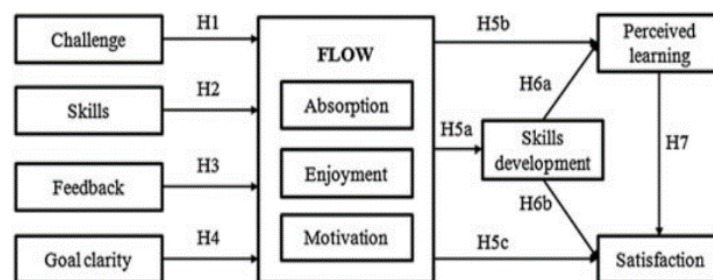 Challenge
H1
Skills
H2
Feedback
H3
Goal clarity
H4
FLOW
Absorption
Enjoyment
Motivation
H5b
H5a
H5c
Skills
development
H6a
H6b
Perceived
learning
H7
Satisfaction